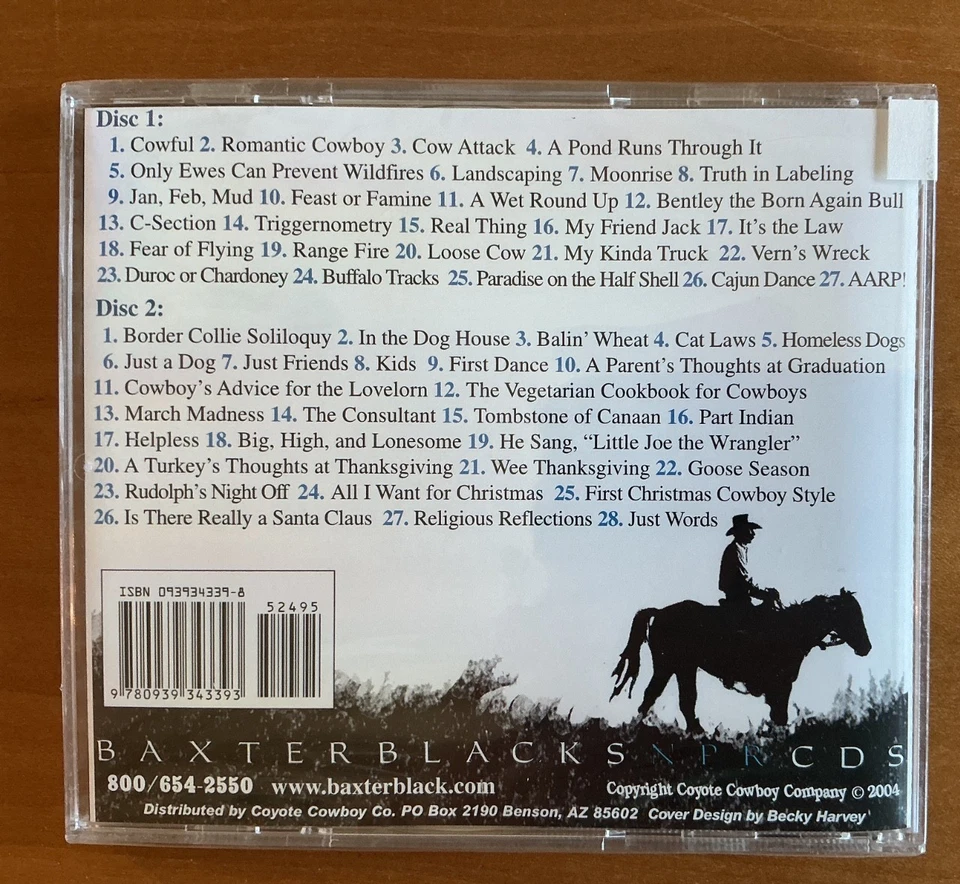 Disc 1:
1. Cowful 2. Romantic Cowboy 3. Cow Attack 4. A Pond Runs Through It
5. Only Ewes Can Prevent Wildfires 6. Landscaping 7. Moonrise 8. Truth in Labeling
9. Jan, Feb, Mud 10. Feast or Famine 11. A Wet Round Up 12. Bentley the Born Again Bull
13. C-Section 14. Triggernometry 15. Real Thing 16. My Friend Jack 17. It's the Law
18. Fear of Flying 19. Range Fire 20. Loose Cow 21. My Kinda Truck 22. Vern's Wreck
23. Duroc or Chardoney 24. Buffalo Tracks 25. Paradise on the Half Shell 26. Cajun Dance 27. AARP!
Disc 2:
1. Border Collie Soliloquy 2. In the Dog House 3. Balin' Wheat 4. Cat Laws 5. Homeless Dogs
6. Just a Dog 7. Just Friends 8. Kids 9. First Dance 10. A Parent's Thoughts at Graduation
11. Cowboy's Advice for the Lovelorn 12. The Vegetarian Cookbook for Cowboys
13. March Madness 14. The Consultant 15. Tombstone of Canaan 16. Part Indian
17. Helpless 18. Big, High, and Lonesome 19. He Sang, “Little Joe the Wrangler”
20. A Turkey's Thoughts at Thanksgiving 21. Wee Thanksgiving 22. Goose Season
23. Rudolph's Night Off 24. All I Want for Christmas 25. First Christmas Cowboy Style
26. Is There Really a Santa Claus 27. Religious Reflections 28. Just Words
ISBN 093934339-8
52495
9 780939 343393
BAXTERBLACKSNPRCDS
800/654-2550 www.baxterblack.com
Copyright Coyote Cowboy Company © 2004
Distributed by Coyote Cowboy Co. PO Box 2190 Benson, AZ 85602 Cover Design by Becky Harvey